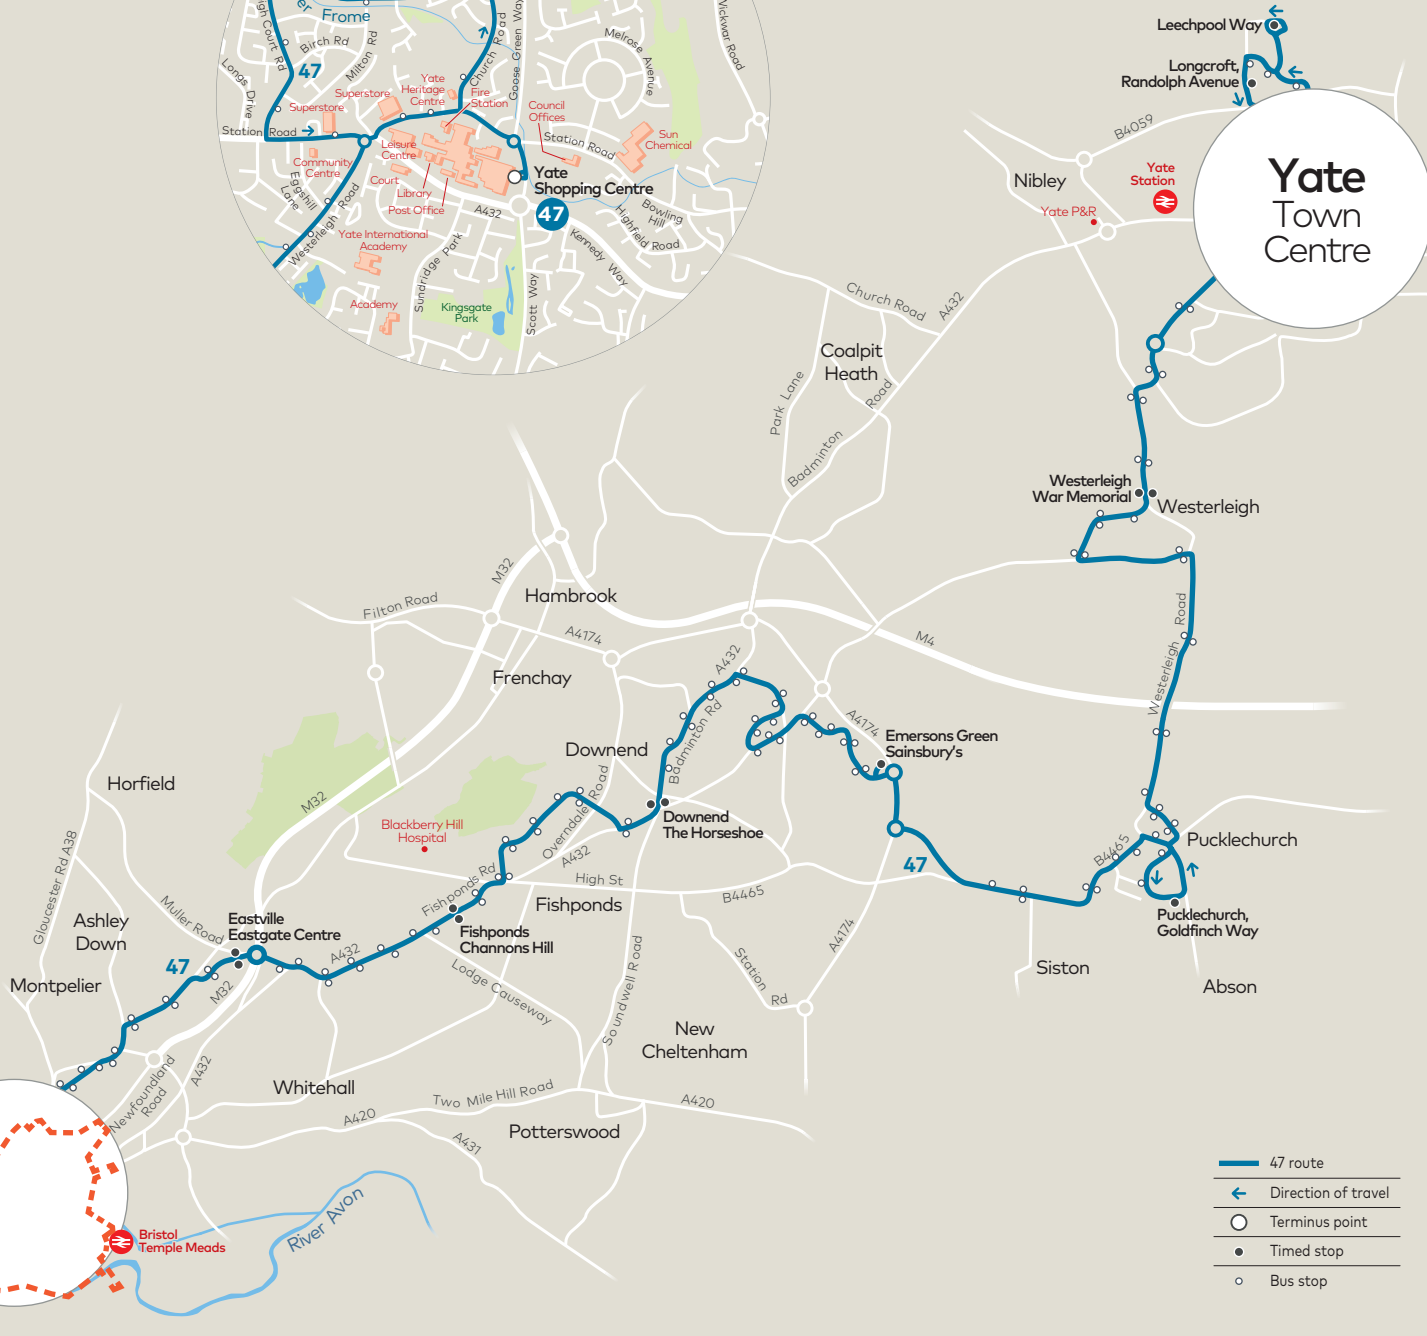 Frome
Birch Rd
Milton Rd
47
Longs Drive
Station Road
Superstore
Superstore
Yate
Heritage
Centre
Fire
Station
Church Road
Goose Green Way
Melrose Avenue
Vickwar Road
Council
Offices
Station Road
Sun
Chemical
Leisure
Centre
Community
Centre
Court
Library
Post Office
Eggshill
Lane
Westerleigh Road
Yate
Shopping Centre
47
A432
Bowling
Hill
Highfield Road
Kennedy Way
Yate International
Academy
Academy
Sundridge Park
Kingsgate
Park
Scott Way
Leechpool Way
Longcroft,
Randolph Avenue
B4059
Yate
Station
Nibley
Yate P&R
Yate
Town
Centre
Church Road
A432
Coalpit
Heath
Park Lane
Badminton
Road
Westerleigh
War Memorial
Westerleigh
M32
Hambrook
Filton Road
A4174
M4
Westerleigh Road
Frenchay
A432
Badminton Rd
A4174
Emersons Green
Sainsbury's
Downend
Horfield
M32
Downend
The Horseshoe
Blackberry Hill
Hospital
Overndale Road
A432
Pucklechurch
B4465
47
Gloucester Rd A38
High St
Fishponds Rd
B4465
Fishponds
Muller Road
Ashley
Down
Eastville
Eastgate Centre
Fishponds
Channons Hill
Pucklechurch,
Goldfinch Way
A432
A4174
47
Station
Rd
Siston
Abson
Montpelier
M32
Lodge Causeway
Soundwell Road
New
Cheltenham
Newfoundland
Road
A432
Whitehall
Two Mile Hill Road
A420
A420
A431
Potterswood
River Avon
Bristol
Temple Meads
47 route
Direction of travel
Terminus point
Timed stop
Bus stop